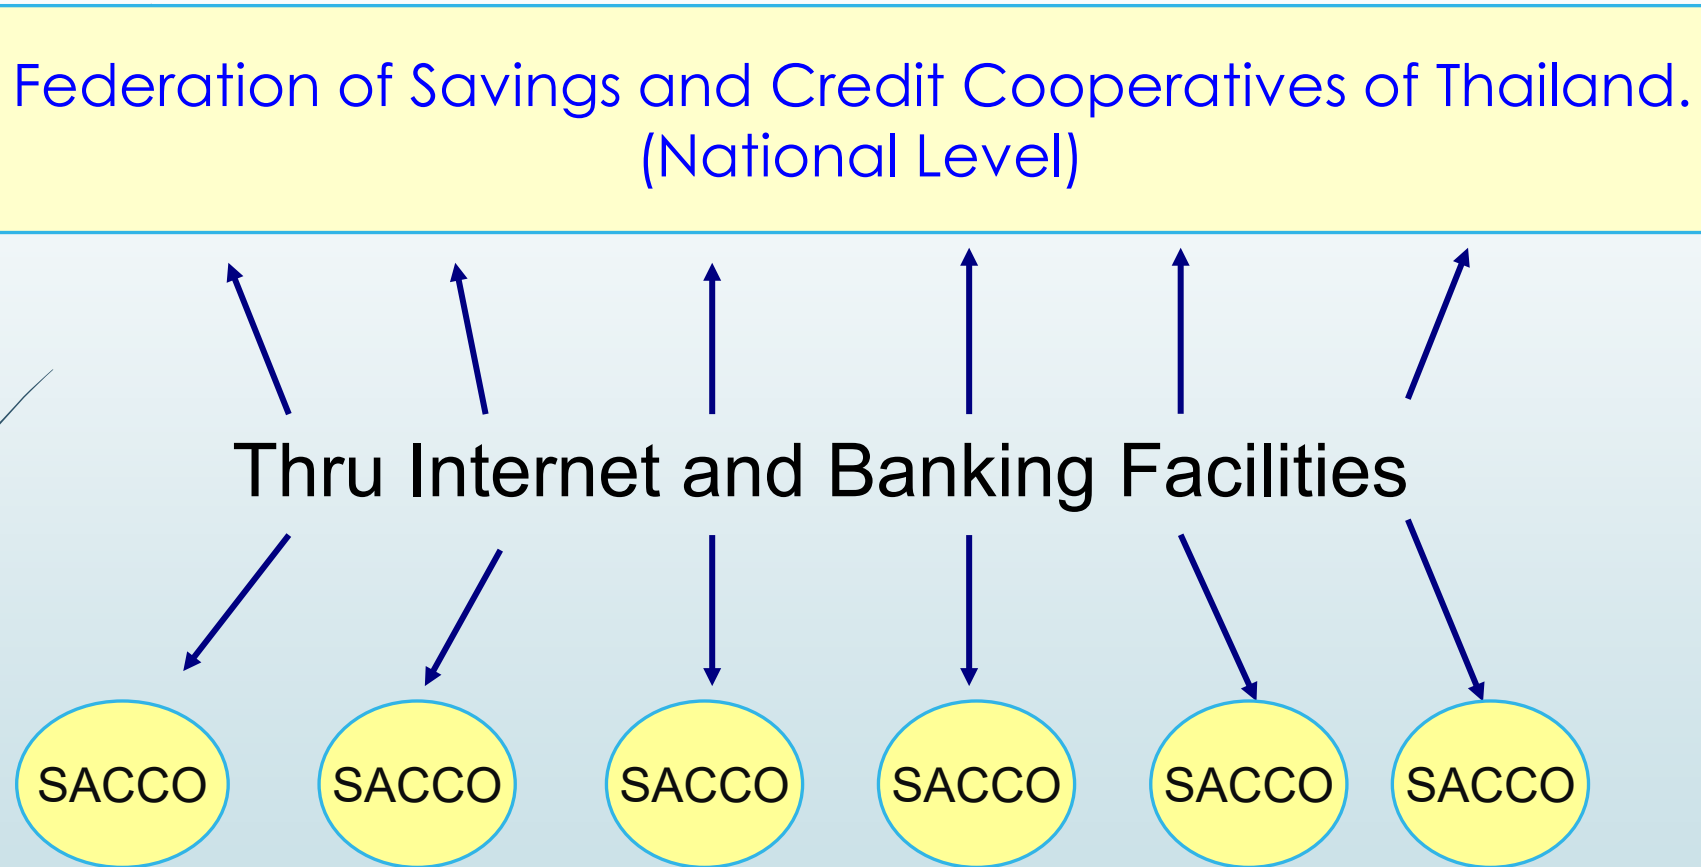 Federation of Savings and Credit Cooperatives of Thailand.
(National Level)
Thru Internet and Banking Facilities
SACCO SACCO SACCO SACCO SACCO SACCO